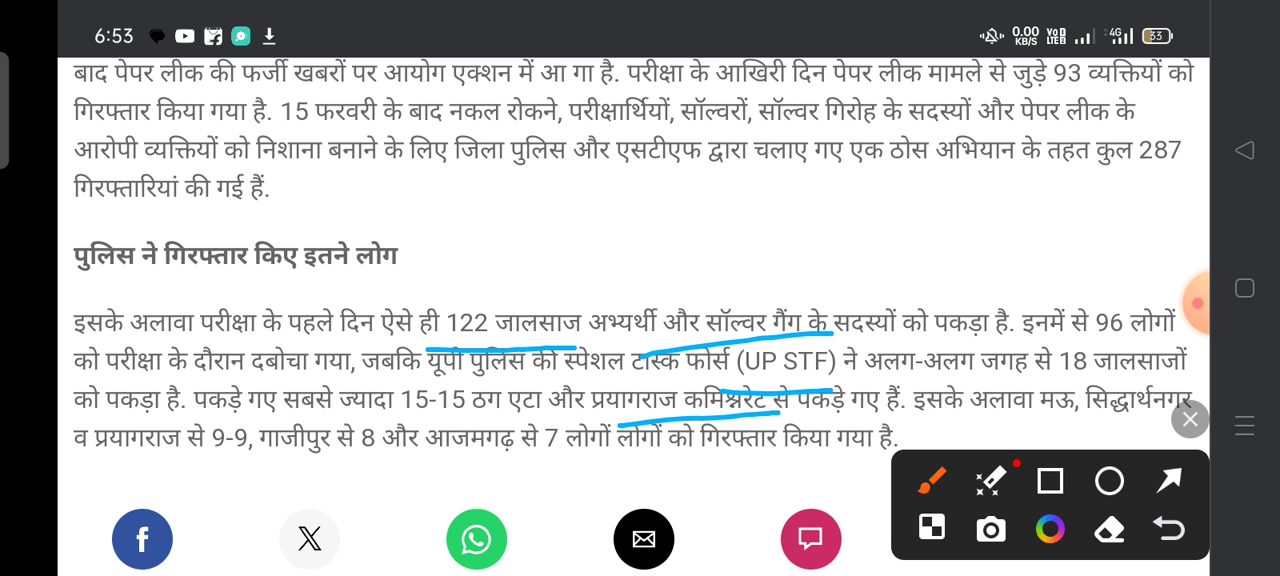 6:53
0.00 KB/S VoD LTE 4G 33
बाद पेपर लीक की फर्जी खबरों पर आयोग एक्शन में आ गा है. परीक्षा के आखिरी दिन पेपर लीक मामले से जुड़े 93 व्यक्तियों को
गिरफ्तार किया गया है. 15 फरवरी के बाद नकल रोकने, परीक्षार्थियों, सॉल्वरों, सॉल्वर गिरोह के सदस्यों और पेपर लीक के
आरोपी व्यक्तियों को निशाना बनाने के लिए जिला पुलिस और एसटीएफ द्वारा चलाए गए एक ठोस अभियान के तहत कुल 287
गिरफ्तारियां की गई हैं.
पुलिस ने गिरफ्तार किए इतने लोग
इसके अलावा परीक्षा के पहले दिन ऐसे ही 122 जालसाज अभ्यर्थी और सॉल्वर गैंग के सदस्यों को पकड़ा है. इनमें से 96 लोगों
को परीक्षा के दौरान दबोचा गया, जबकि यूपी पुलिस की स्पेशल टास्क फोर्स (UP STF) ने अलग-अलग जगह से 18 जालसाजों
को पकड़ा है. पकड़े गए सबसे ज्यादा 15-15 ठग एटा और प्रयागराज कमिश्नरेट से पकड़े गए हैं. इसके अलावा मऊ, सिद्धार्थनगर
व प्रयागराज से 9-9, गाजीपुर से 8 और आजमगढ़ से 7 लोगों लोगों को गिरफ्तार किया गया है.